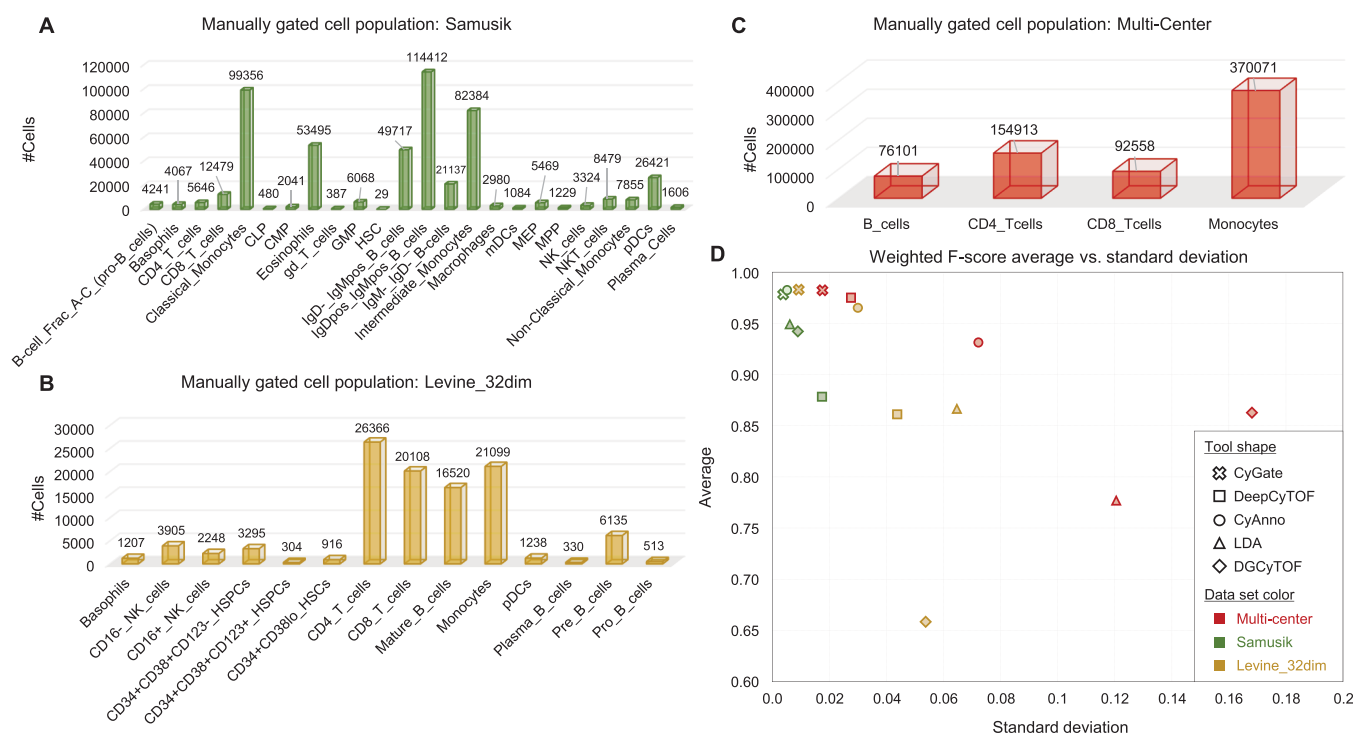 A
Manually gated cell population: Samusik
#Cells
120000
100000
80000
60000
40000
20000
0
4241
4067
5646
12479
99356
480
2041
53495
387
6068
29
49717
114412
21137
82384
2980
1084
5469
1229
3324
8479
7855
26421
1606
B-cell_Frac_A-C_(pro-B_cells)
Basophils
CD4_T_cells
CD8_T_cells
Classical_Monocytes
CLP
CMP
Eosinophils
gd_T_cells
GMP
HSC
IgD-_IgMpos_B_cells
IgDpos_IgMpos_B_cells
IgM-_IgD-_B-cells
Intermediate_Monocytes
Macrophages
mDCs
MEP
MPP
NK_cells
NKT_cells
Non-Classical_Monocytes
pDCs
Plasma_Cells
B
Manually gated cell population: Levine_32dim
#Cells
30000
25000
20000
15000
10000
5000
0
1207
3905
2248
3295
304
916
26366
20108
16520
21099
1238
330
6135
513
Basophils
CD16-_NK_cells
CD16+_NK_cells
CD34+CD38+CD123-_HSPCs
CD34+CD38+CD123+_HSPCs
CD34+CD38lo_HSCs
CD4_T_cells
CD8_T_cells
Mature_B_cells
Monocytes
pDCs
Plasma_B_cells
Pre_B_cells
Pro_B_cells
C
Manually gated cell population: Multi-Center
#Cells
400000
300000
200000
100000
0
76101
154913
92558
370071
B_cells
CD4_Tcells
CD8_Tcells
Monocytes
D
Weighted F-score average vs. standard deviation
Average
1.00
0.95
0.90
0.85
0.80
0.75
0.70
0.65
0.60
0.0
0.02
0.04
0.06
0.08
0.1
0.12
0.14
0.16
0.18
0.2
Standard deviation
Tool shape
CyGate
DeepCyTOF
CyAnno
LDA
DGCyTOF
Data set color
Multi-center
Samusik
Levine_32dim